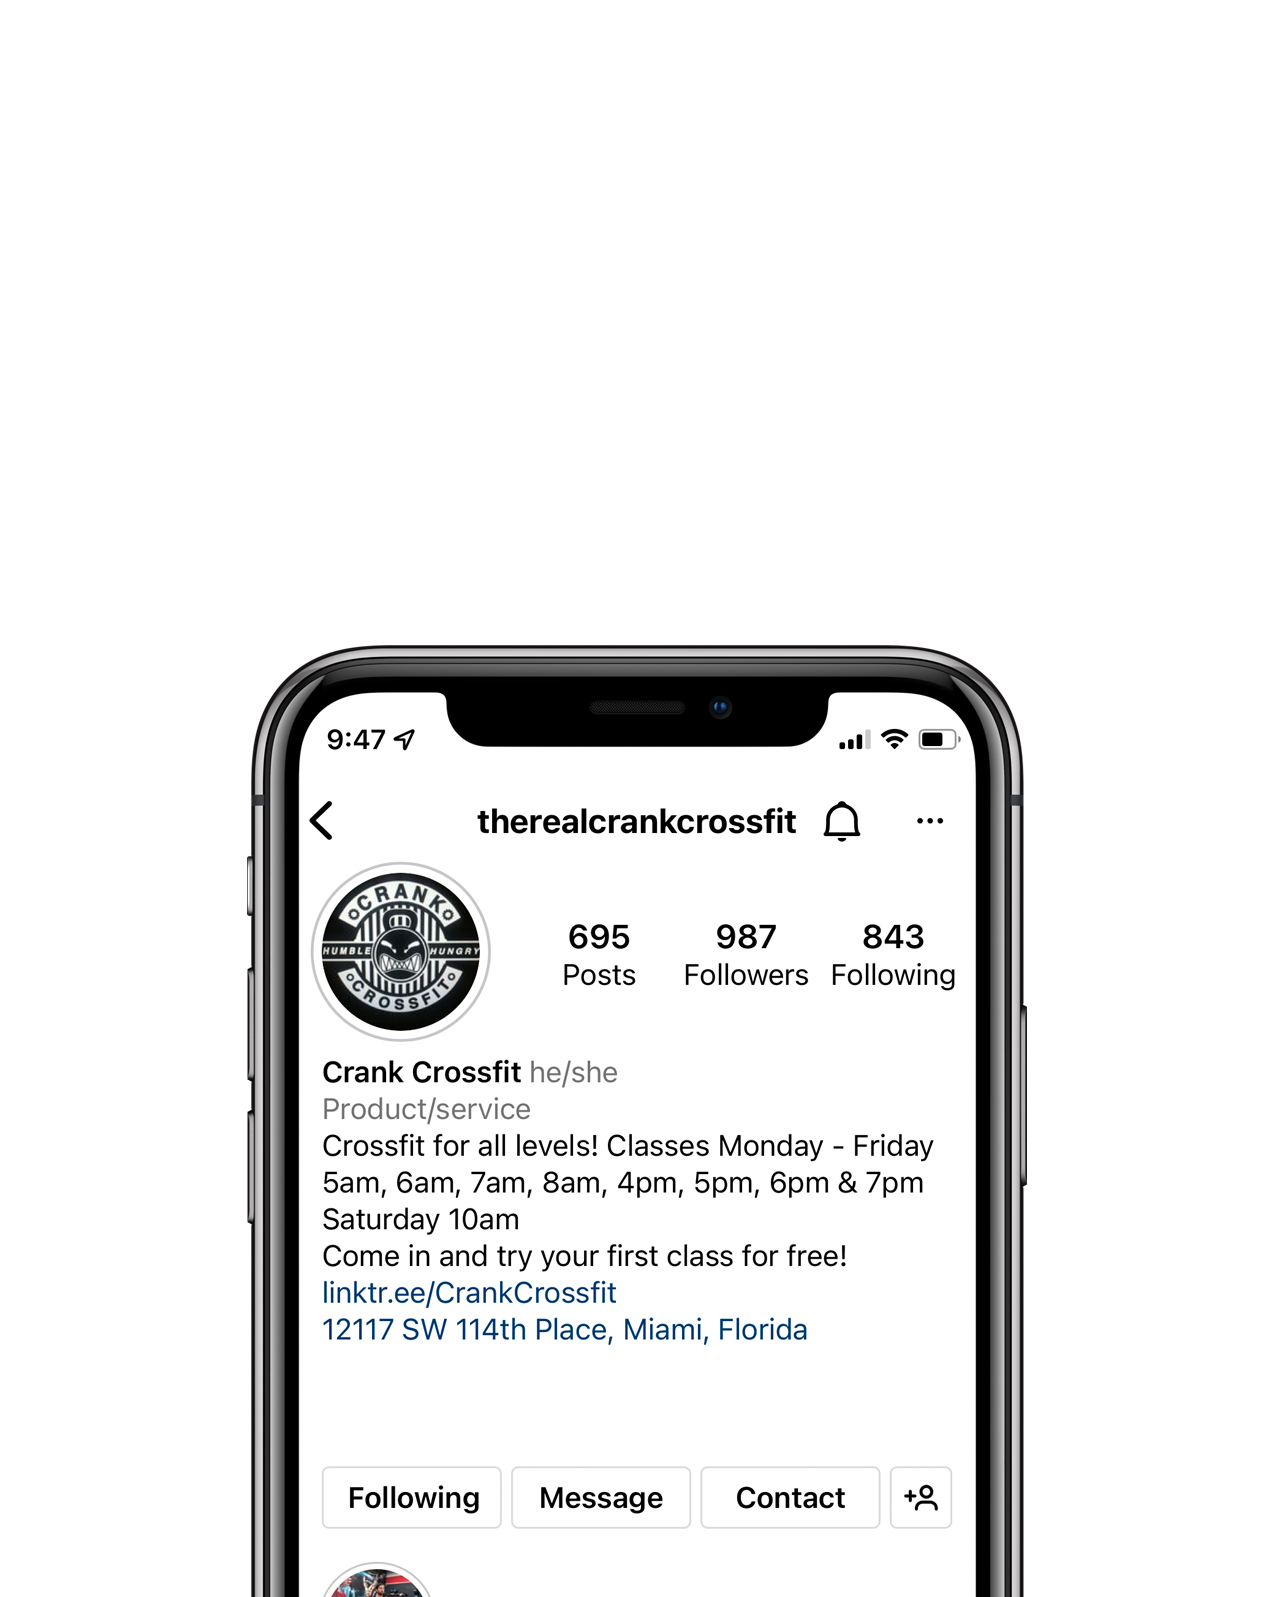 9:47
therealcrankcrossfit
CRANK
HUMBLE HUNGRY
CROSSFIT
695 987 843
Posts Followers Following
Crank Crossfit he/she
Product/service
Crossfit for all levels! Classes Monday - Friday
5am, 6am, 7am, 8am, 4pm, 5pm, 6pm & 7pm
Saturday 10am
Come in and try your first class for free!
linktr.ee/CrankCrossfit
12117 SW 114th Place, Miami, Florida
Following Message Contact